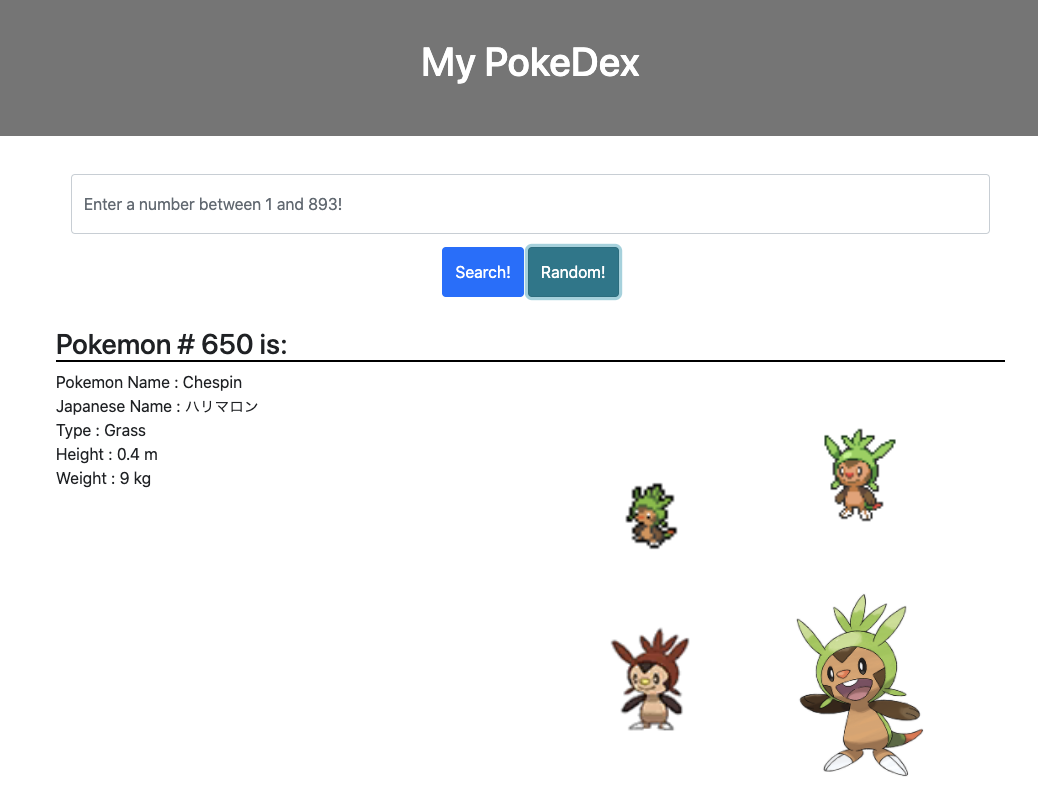 My PokeDex
Enter a number between 1 and 893!
Search!
Random!
Pokemon # 650 is:
Pokemon Name : Chespin
Japanese Name : ハリマロン
Type : Grass
Height : 0.4 m
Weight : 9 kg